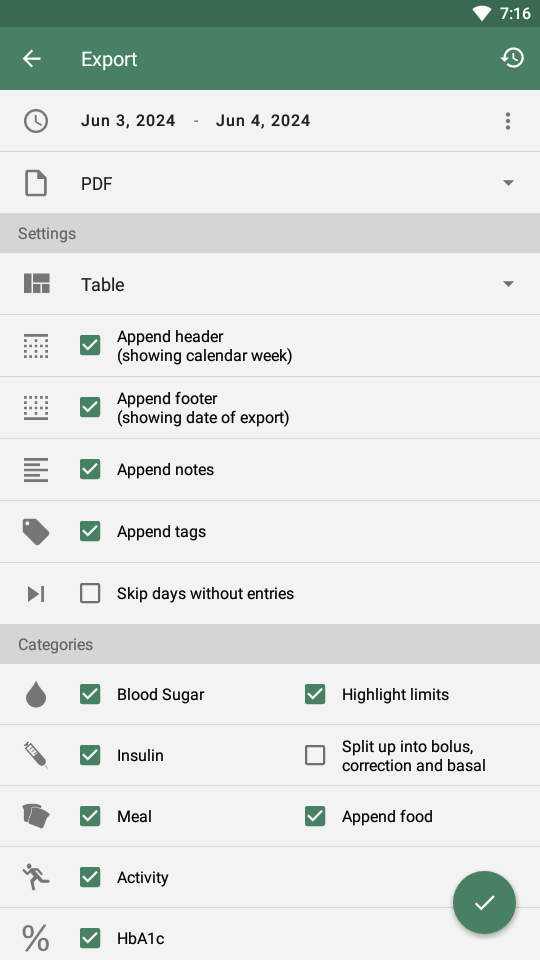 7:16
Export
Jun 3, 2024 - Jun 4, 2024
PDF
Settings
Table
Append header
(showing calendar week)
Append footer
(showing date of export)
Append notes
Append tags
Skip days without entries
Categories
Blood Sugar
Highlight limits
Insulin
Split up into bolus,
correction and basal
Meal
Append food
Activity
% HbA1c